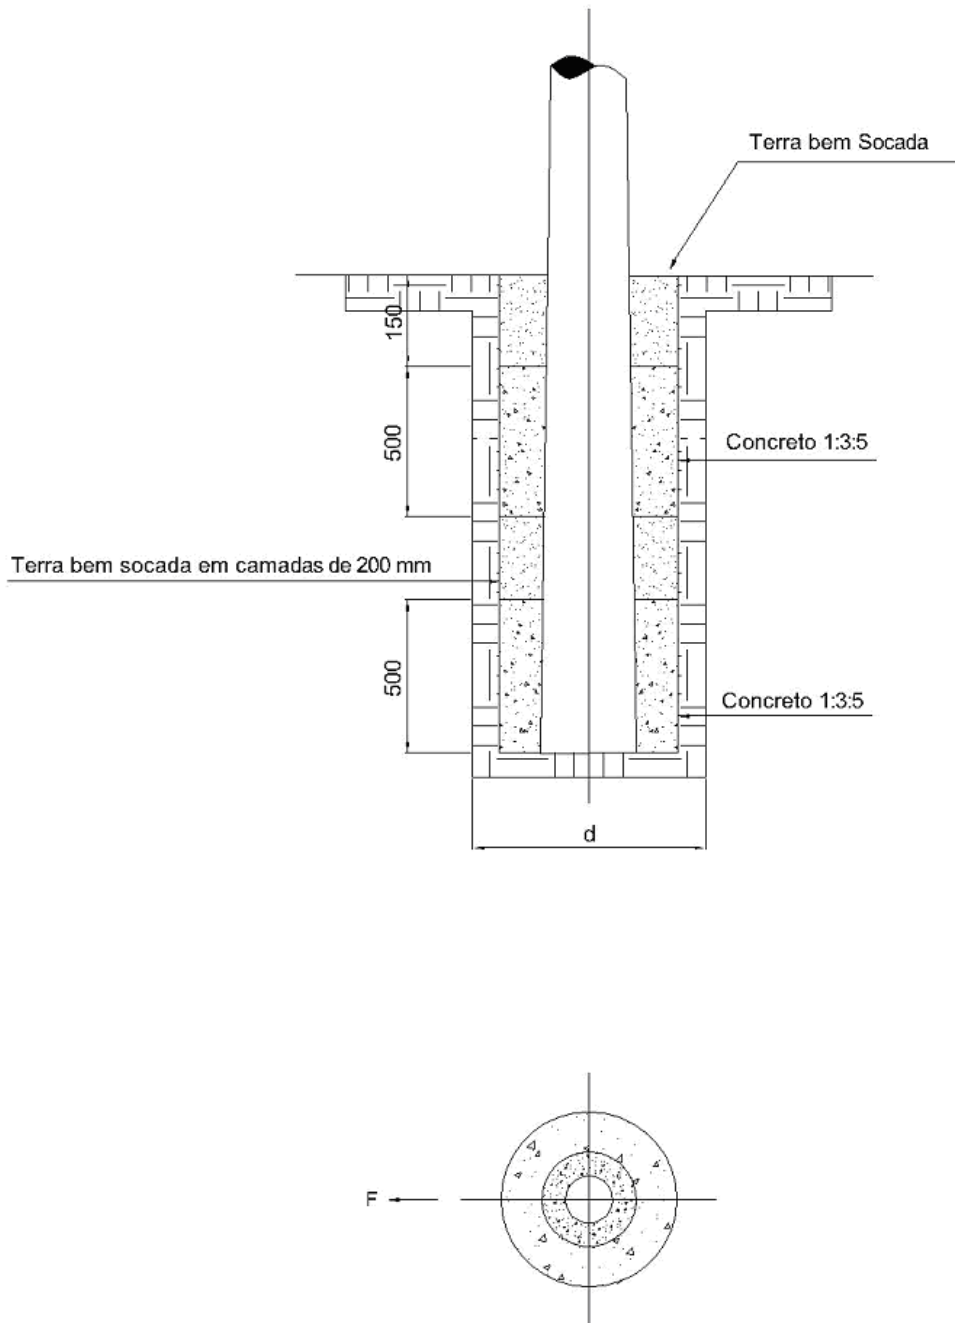 Terra bem Socada
150
500
Concreto 1:3:5
Terra bem socada em camadas de 200 mm
500
Concreto 1:3:5
d
F